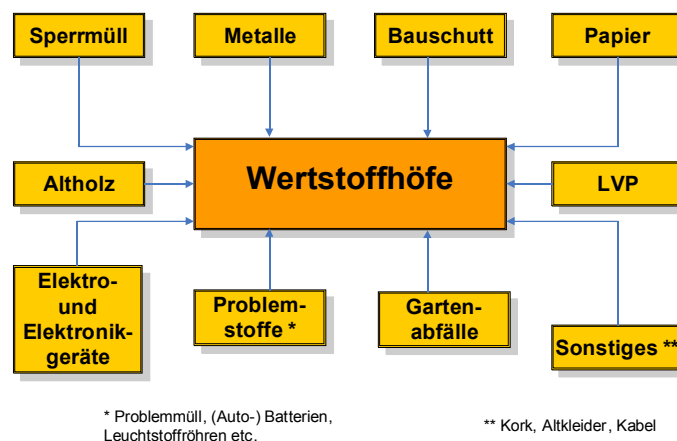 Sperrmüll
Metalle
Bauschutt
Papier
Altholz
Wertstoffhöfe
LVP
Elektro-
und
Elektronik-
geräte
Problem-
stoffe *
Garten-
abfälle
Sonstiges **
* Problemmüll, (Auto-) Batterien,
Leuchtstoffröhren etc.
** Kork, Altkleider, Kabel